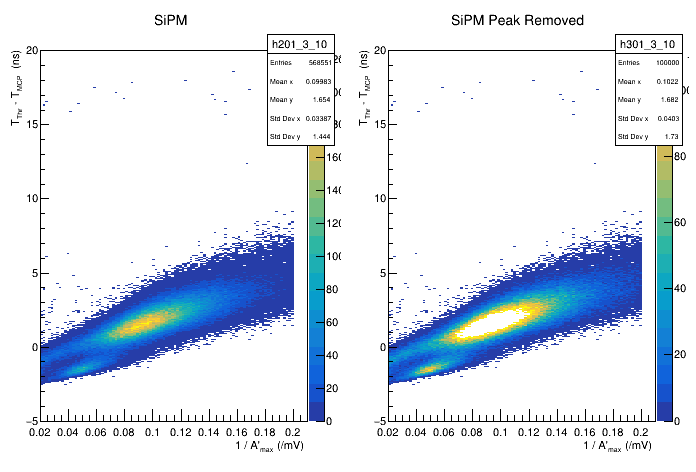 SiPM
h201_3_10
Entries 568551
Mean x 0.09983
Mean y 1.654
Std Dev x 0.03387
Std Dev y 1.444
T_Thr - T_MCP (ns)
20
15
10
5
0
−5
0.02 0.04 0.06 0.08 0.1 0.12 0.14 0.16 0.18 0.2
1 / A'_max (/mV)
140
120
100
80
60
40
20
0
SiPM Peak Removed
h301_3_10
Entries 100000
Mean x 0.1022
Mean y 1.682
Std Dev x 0.0403
Std Dev y 1.73
T_Thr - T_MCP (ns)
20
15
10
5
0
−5
0.02 0.04 0.06 0.08 0.1 0.12 0.14 0.16 0.18 0.2
1 / A'_max (/mV)
80
60
40
20
0